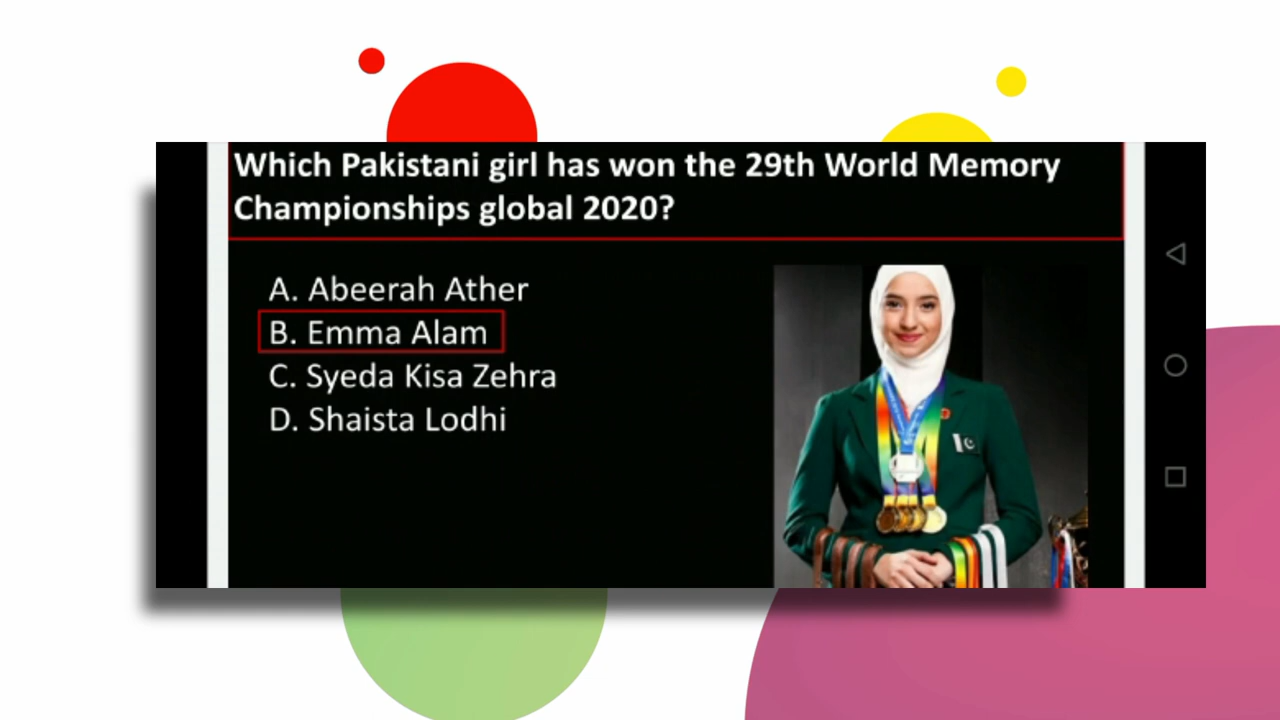 Which Pakistani girl has won the 29th World Memory
Championships global 2020?
A. Abeerah Ather
B. Emma Alam
C. Syeda Kisa Zehra
D. Shaista Lodhi